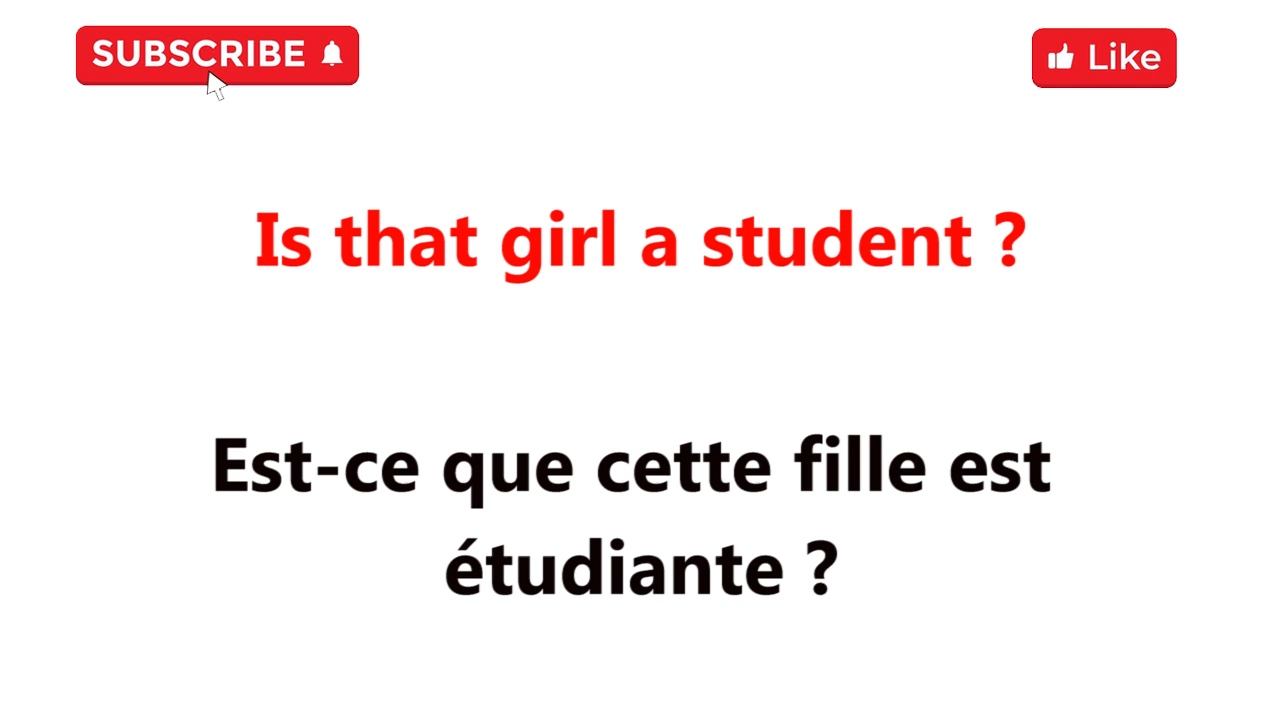 SUBSCRIBE
Like
Is that girl a student ?
Est-ce que cette fille est
étudiante ?